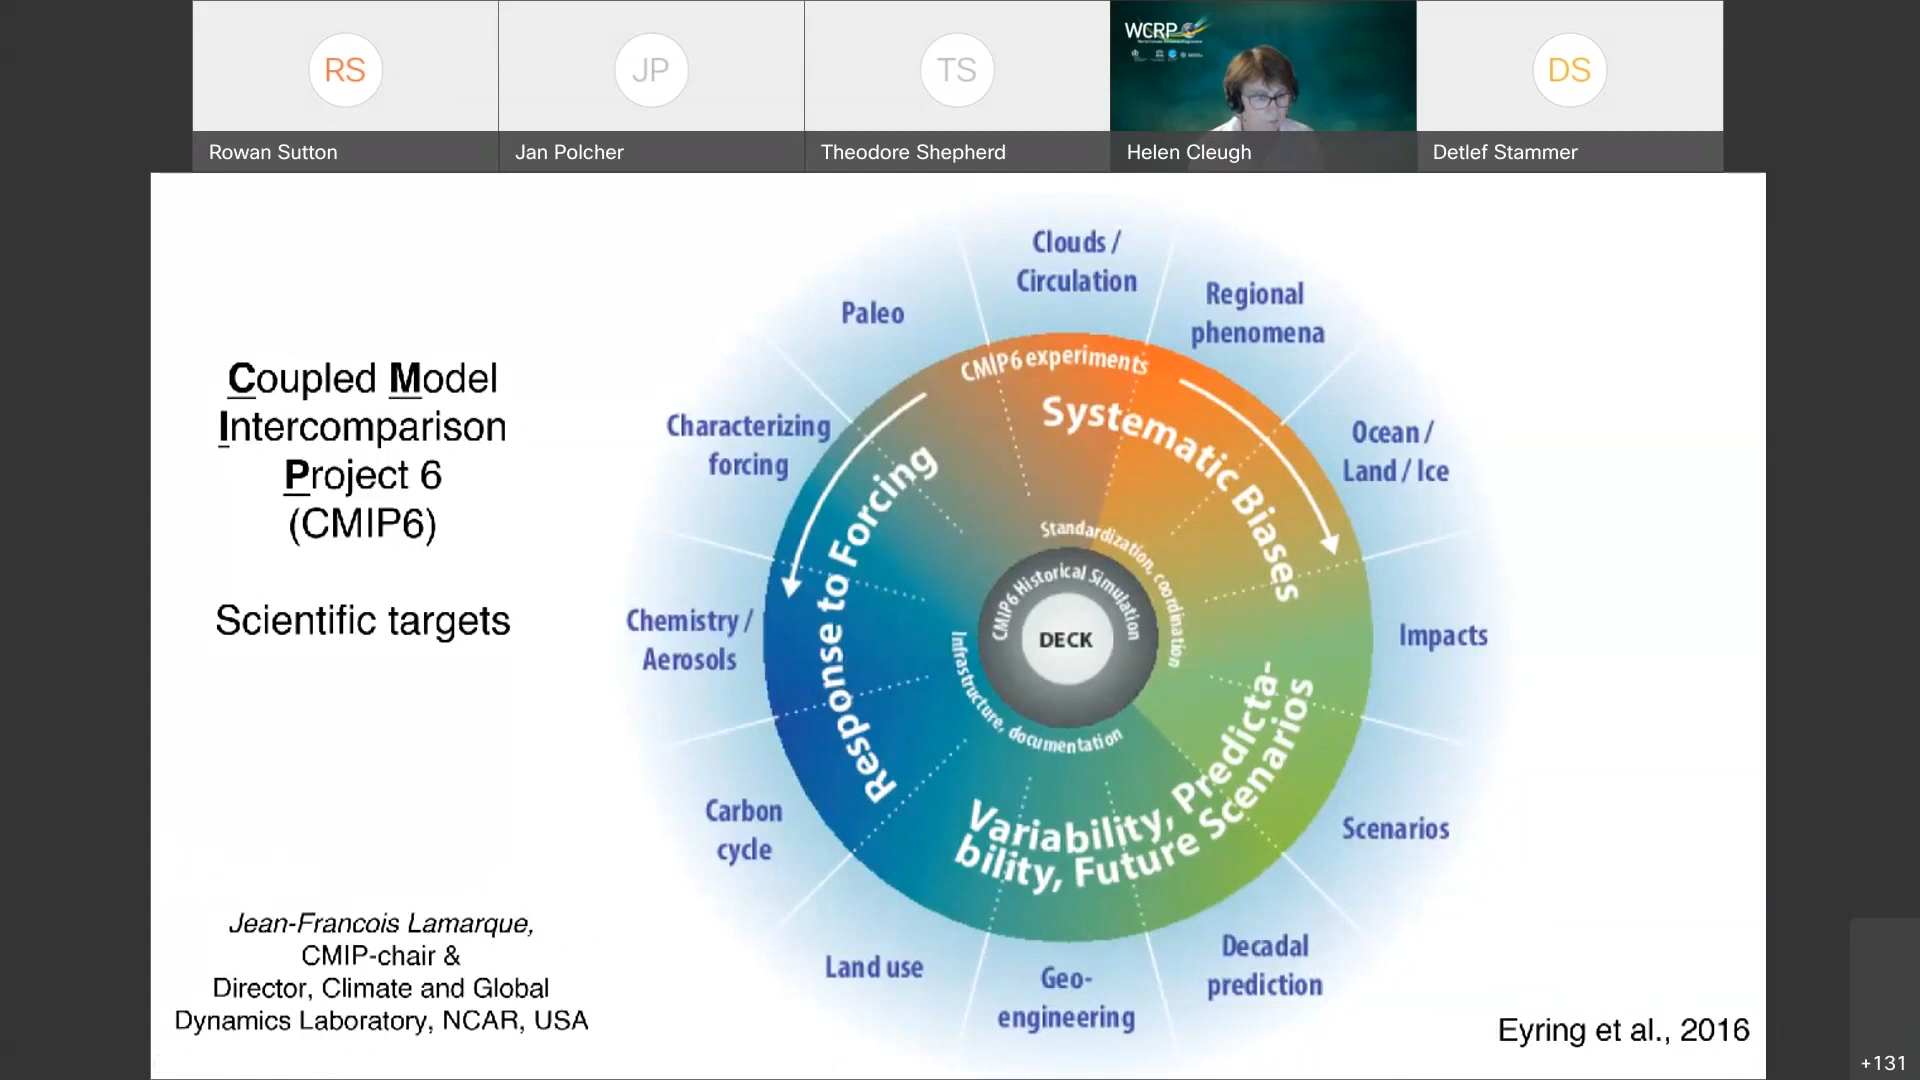 RS
JP
TS
WCRP
DS
Rowan Sutton
Jan Polcher
Theodore Shepherd
Helen Cleugh
Detlef Stammer
Coupled Model
Intercomparison
Project 6
(CMIP6)
Scientific targets
Jean-Francois Lamarque,
CMIP-chair &
Director, Climate and Global
Dynamics Laboratory, NCAR, USA
Clouds /
Circulation
Regional
phenomena
Ocean /
Land / Ice
Impacts
Scenarios
Decadal
prediction
Geo-
engineering
Land use
Carbon
cycle
Chemistry /
Aerosols
Characterizing
forcing
Paleo
CMIP6 experiments
Systematic Biases
Response to Forcing
Variability, Predicta-
bility, Future Scenarios
Standardization, coordination
Infrastructure, documentation
CMIP6 Historical Simulation
DECK
Eyring et al., 2016
+131